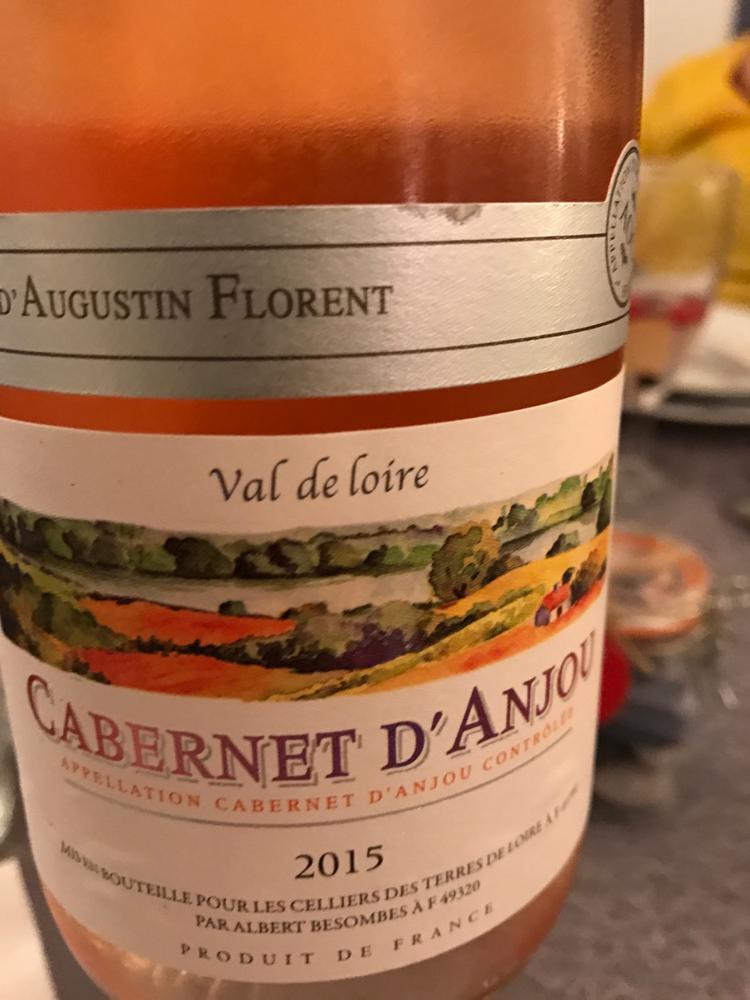 D'AUGUSTIN FLORENT
APPELLATION
Val de loire
CABERNET D'ANJOU
APPELLATION CABERNET D'ANJOU CONTRÔLÉE
2015
MIS EN BOUTEILLE POUR LES CELLIERS DES TERRES DE LOIRE À F
PAR ALBERT BESOMBES À F 49320
PRODUIT DE FRANCE